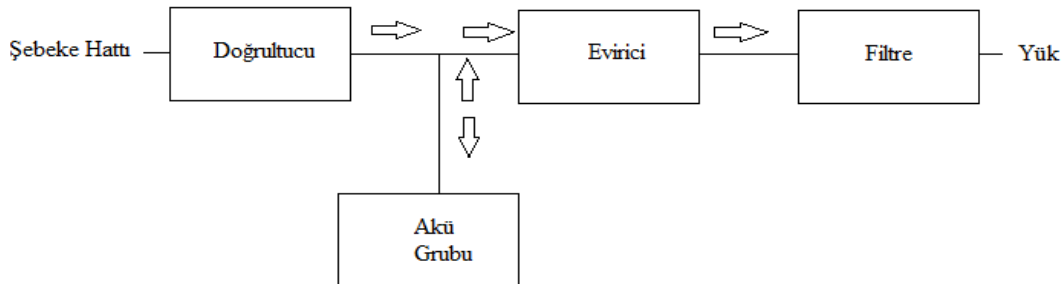 Şebeke Hattı
Doğrultucu
Evirici
Filtre
Yük
Akü
Grubu